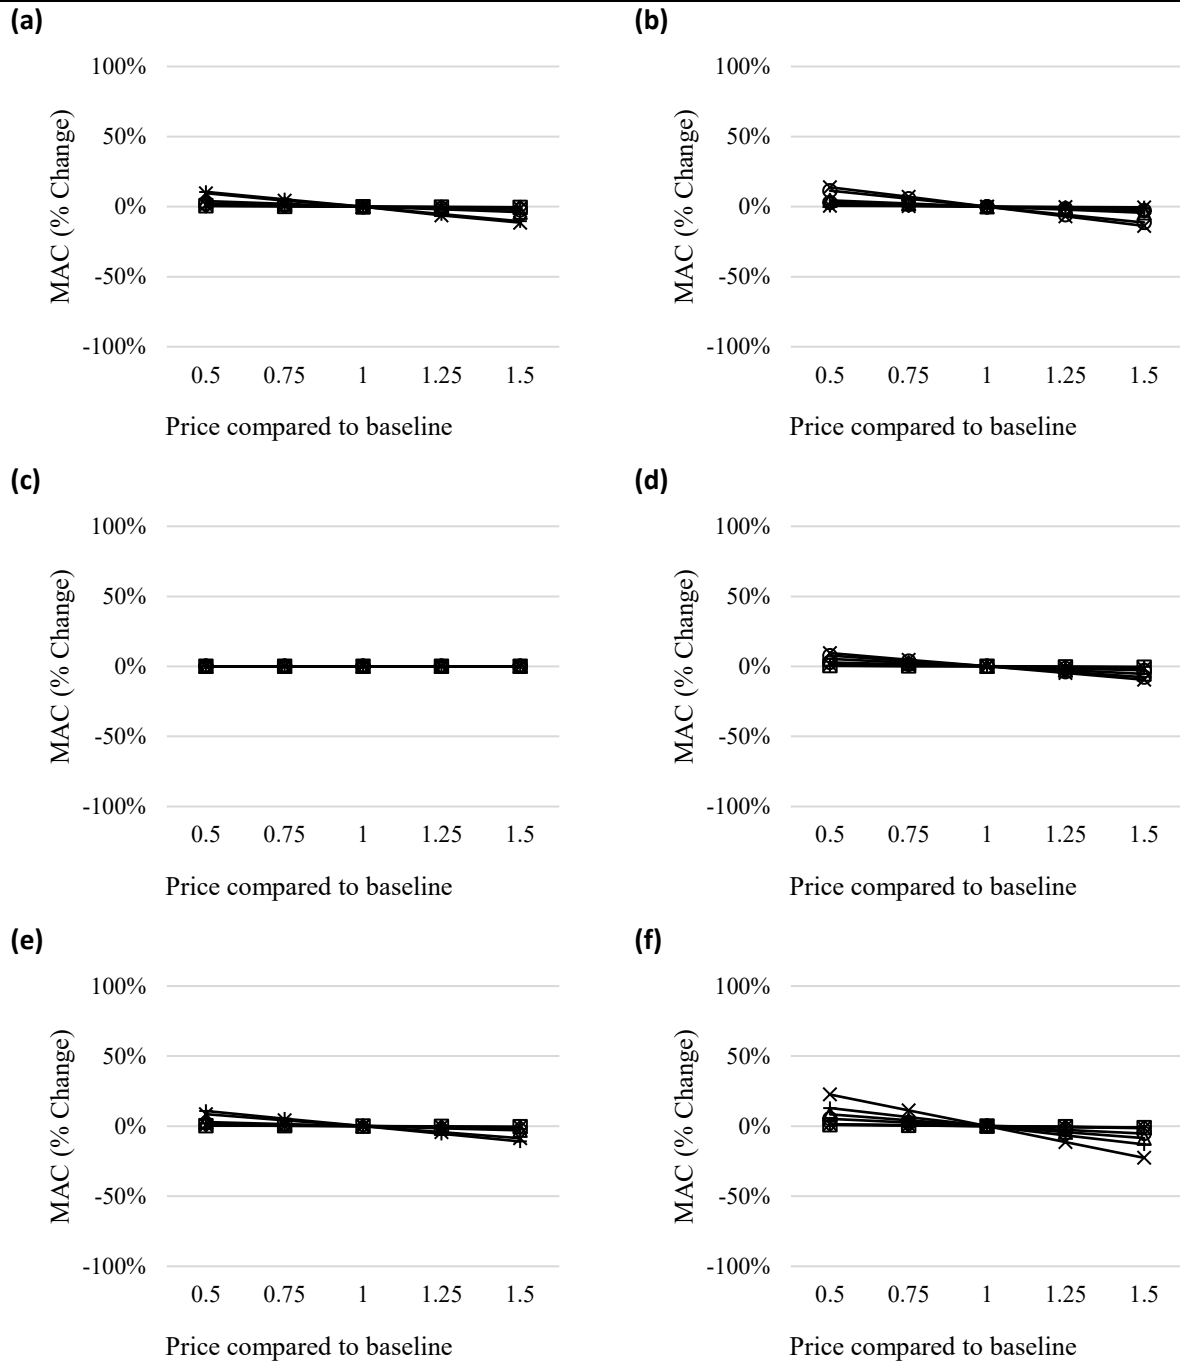 (a)
100%
50%
0%
-50%
-100%
MAC (% Change)
0.5 0.75 1 1.25 1.5
Price compared to baseline
(b)
100%
50%
0%
-50%
-100%
MAC (% Change)
0.5 0.75 1 1.25 1.5
Price compared to baseline
(c)
100%
50%
0%
-50%
-100%
MAC (% Change)
0.5 0.75 1 1.25 1.5
Price compared to baseline
(d)
100%
50%
0%
-50%
-100%
MAC (% Change)
0.5 0.75 1 1.25 1.5
Price compared to baseline
(e)
100%
50%
0%
-50%
-100%
MAC (% Change)
0.5 0.75 1 1.25 1.5
Price compared to baseline
(f)
100%
50%
0%
-50%
-100%
MAC (% Change)
0.5 0.75 1 1.25 1.5
Price compared to baseline